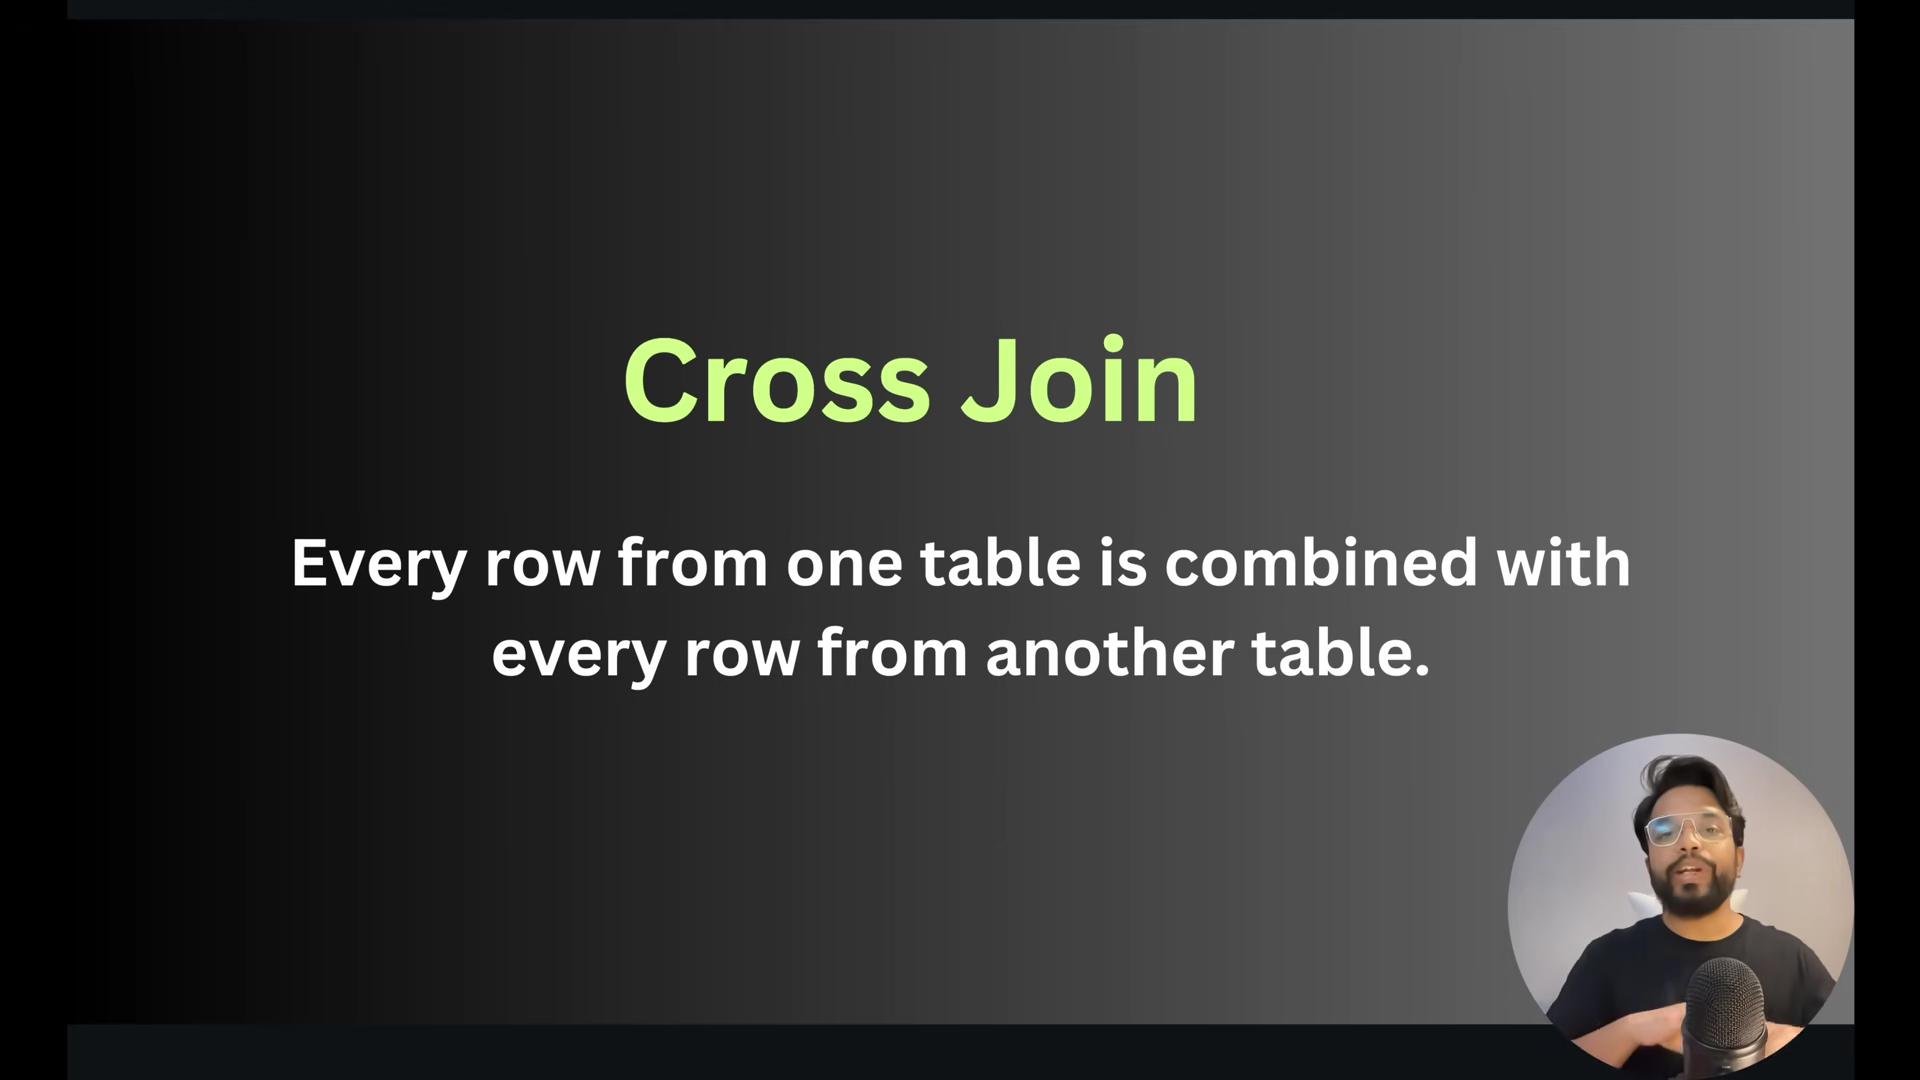 Cross Join
Every row from one table is combined with
every row from another table.